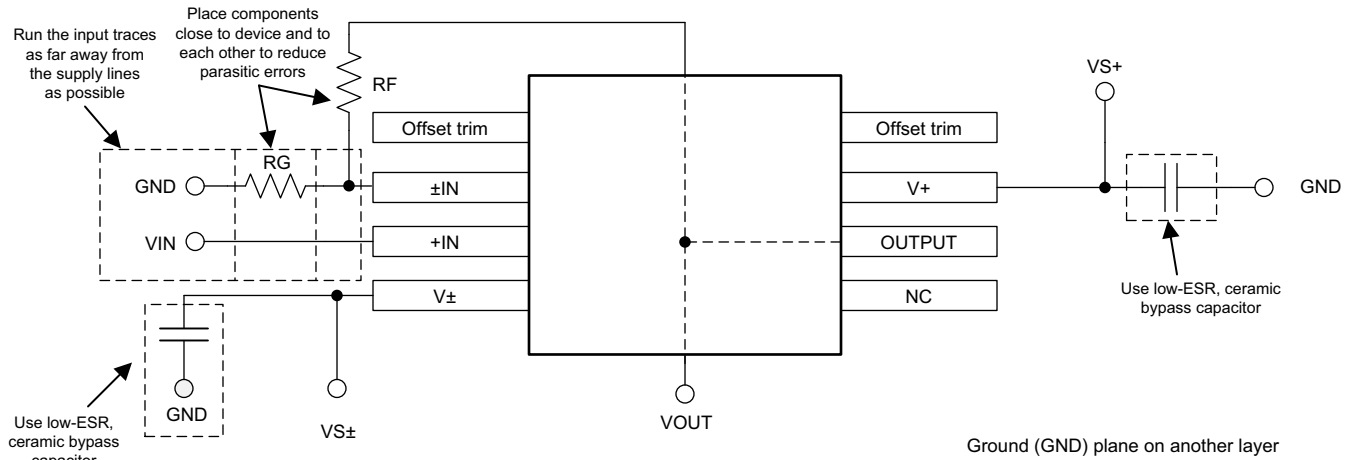 Run the input traces
as far away from
the supply lines
as possible
Place components
close to device and to
each other to reduce
parasitic errors
RF
VS+
Offset trim
Offset trim
RG
GND
±IN
V+
GND
VIN
+IN
OUTPUT
V±
NC
Use low-ESR, ceramic
bypass capacitor
GND
VS±
VOUT
Use low-ESR,
ceramic bypass
capacitor
Ground (GND) plane on another layer